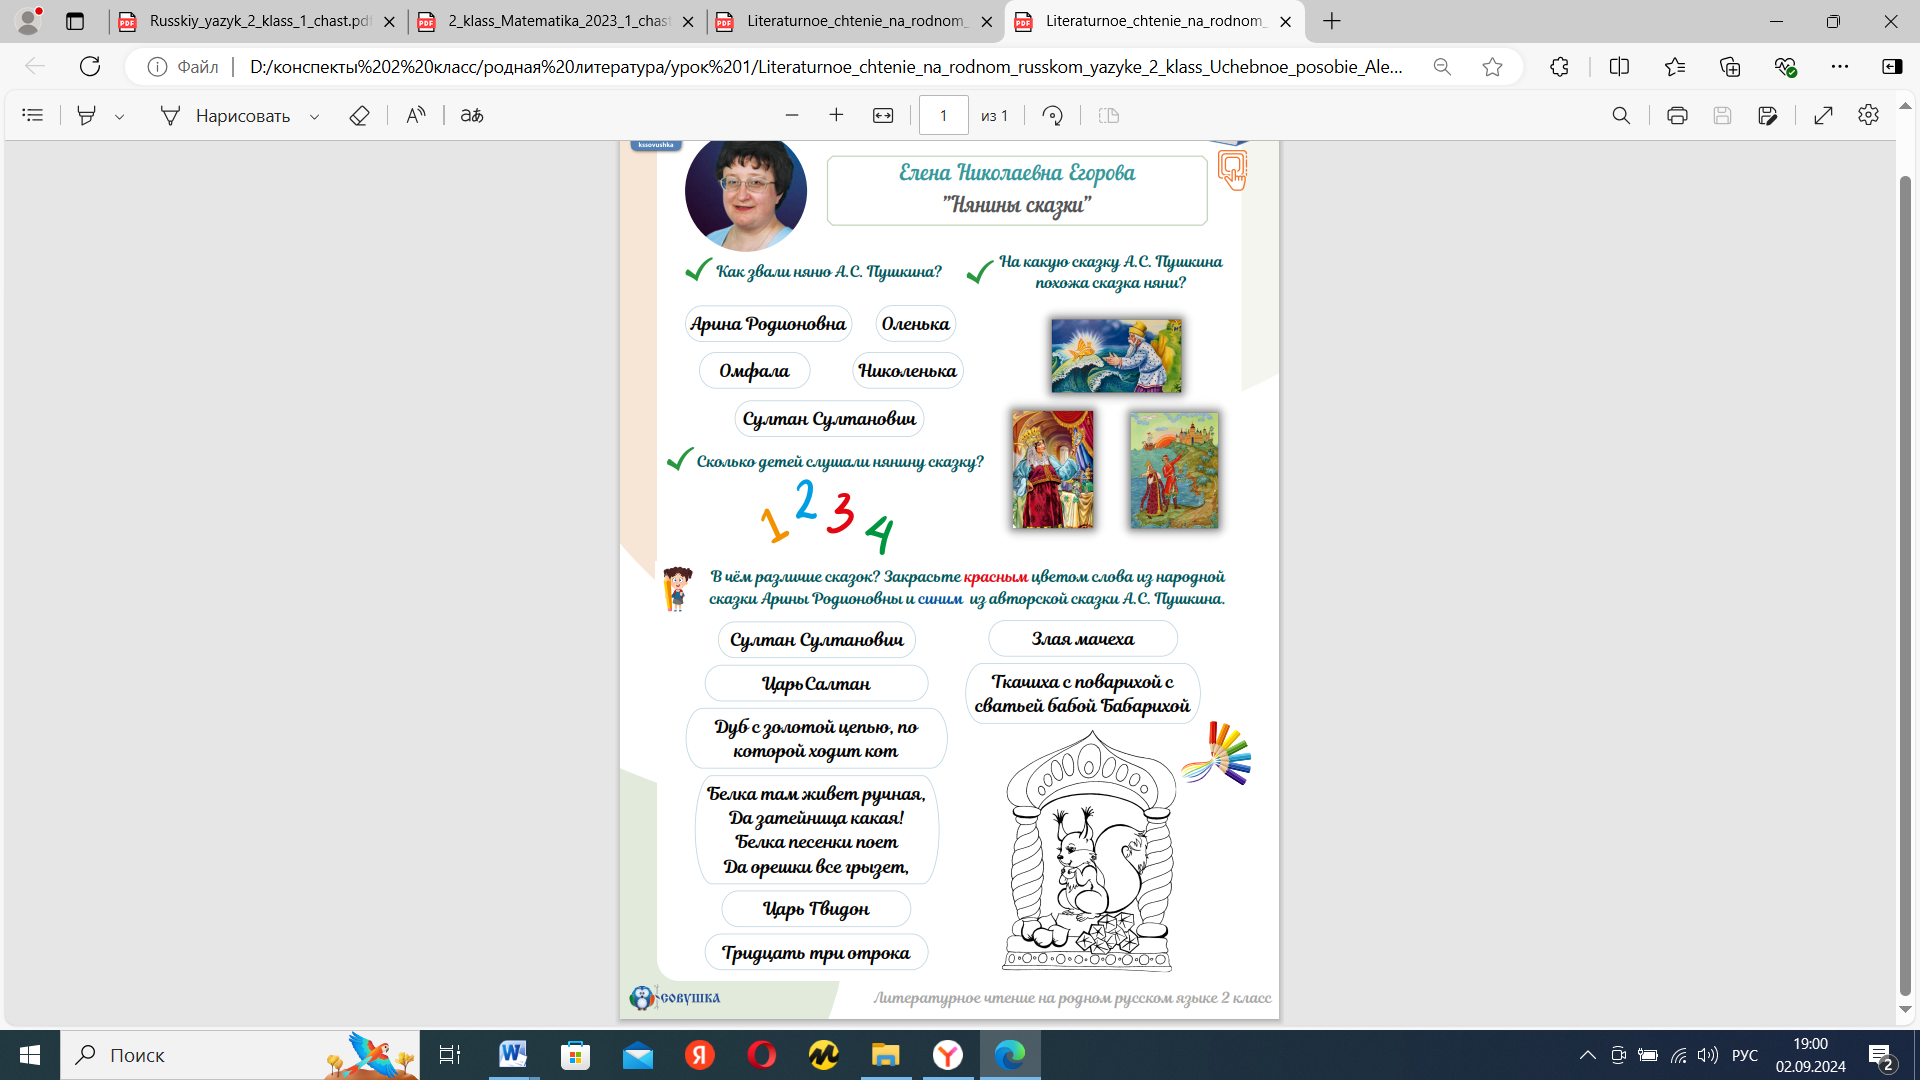 Russkiy_yazyk_2_klass_1_chast.pdf
2_klass_Matematika_2023_1_chast
Literaturnoe_chtenie_na_rodnom_
Literaturnoe_chtenie_na_rodnom_
Файл
D:/конспекты%202%20класс/родная%20литература/урок%201/Literaturnoe_chtenie_na_rodnom_russkom_yazyke_2_klass_Uchebnoe_posobie_Ale...
Нарисовать
аあ
1
из 1
kssovushka
Елена Николаевна Егорова
"Нянины сказки"
Как звали няню А.С. Пушкина?
На какую сказку А.С. Пушкина
похожа сказка няни?
Арина Родионовна
Оленька
Омфала
Николенька
Султан Султанович
Сколько детей слушали нянину сказку?
1 2 3 4
В чём различие сказок? Закрасьте красным цветом слова из народной
сказки Арины Родионовны и синим из авторской сказки А.С. Пушкина.
Султан Султанович
Злая мачеха
Царь Салтан
Ткачиха с поварихой с
сватьей бабой Бабарихой
Дуб с золотой цепью, по
которой ходит кот
Белка там живет ручная,
Да затейница какая!
Белка песенки поет
Да орешки все грызет,
Царь Гвидон
Тридцать три отрока
СОВУШКА
Литературное чтение на родном русском языке 2 класс
Поиск
РУС
19:00
02.09.2024
2